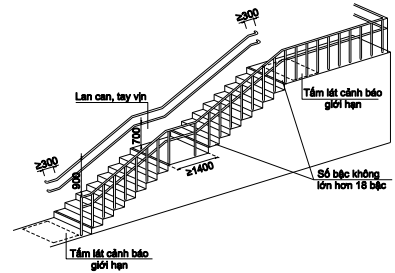 ≥300
Lan can, tay vịn
700
Tấm lát cảnh báo
giới hạn
≥300
900
≥1400
Số bậc không
lớn hơn 18 bậc
Tấm lát cảnh báo
giới hạn